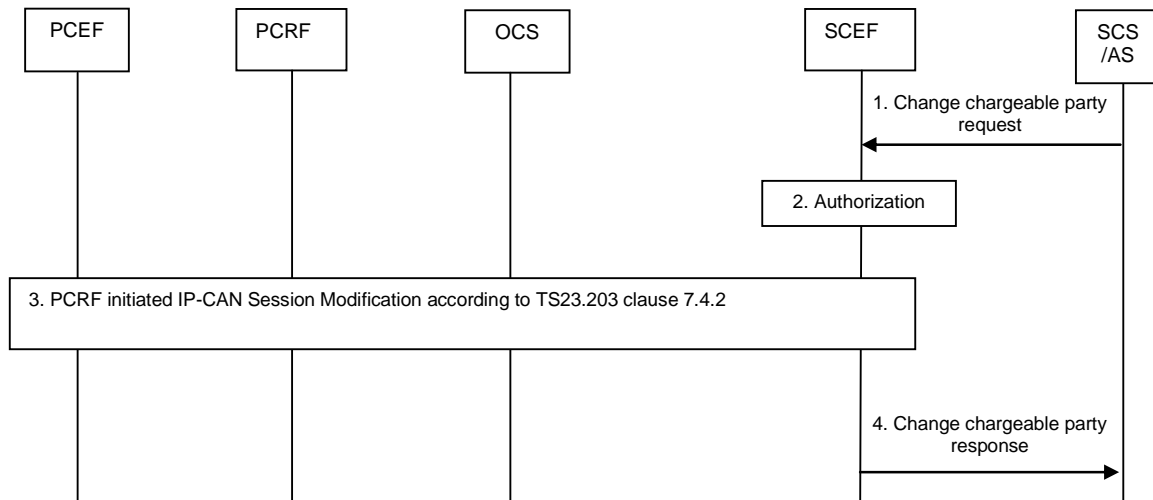 PCEF
PCRF
OCS
SCEF
SCS
/AS
1. Change chargeable party
request
2. Authorization
3. PCRF initiated IP-CAN Session Modification according to TS23.203 clause 7.4.2
4. Change chargeable party
response